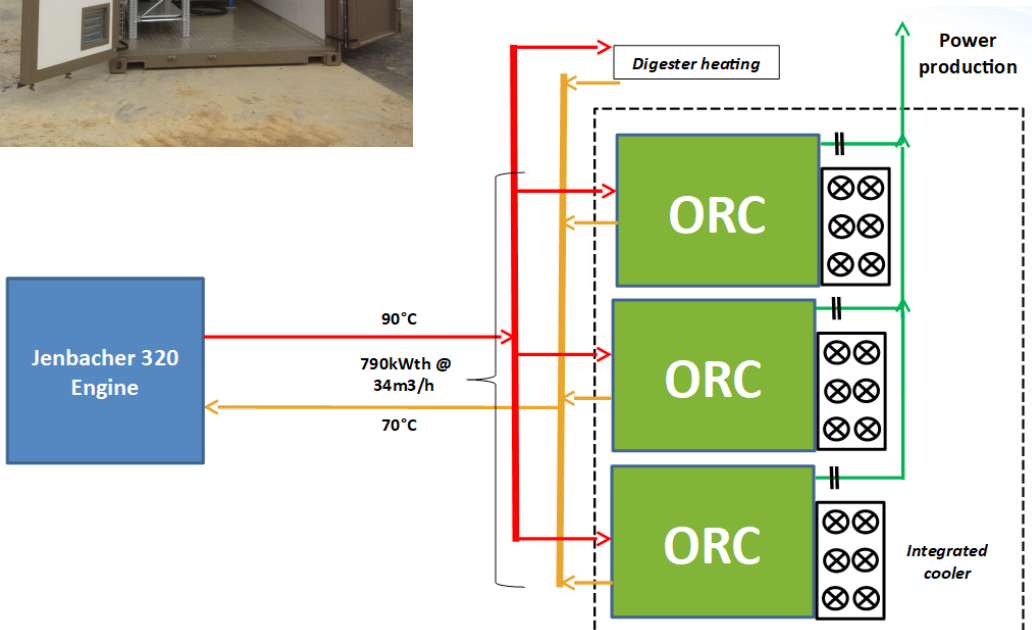 Digester heating
Power
production
ORC
Jenbacher 320
Engine
90°C
790kWth @
34m3/h
70°C
ORC
ORC
Integrated
cooler